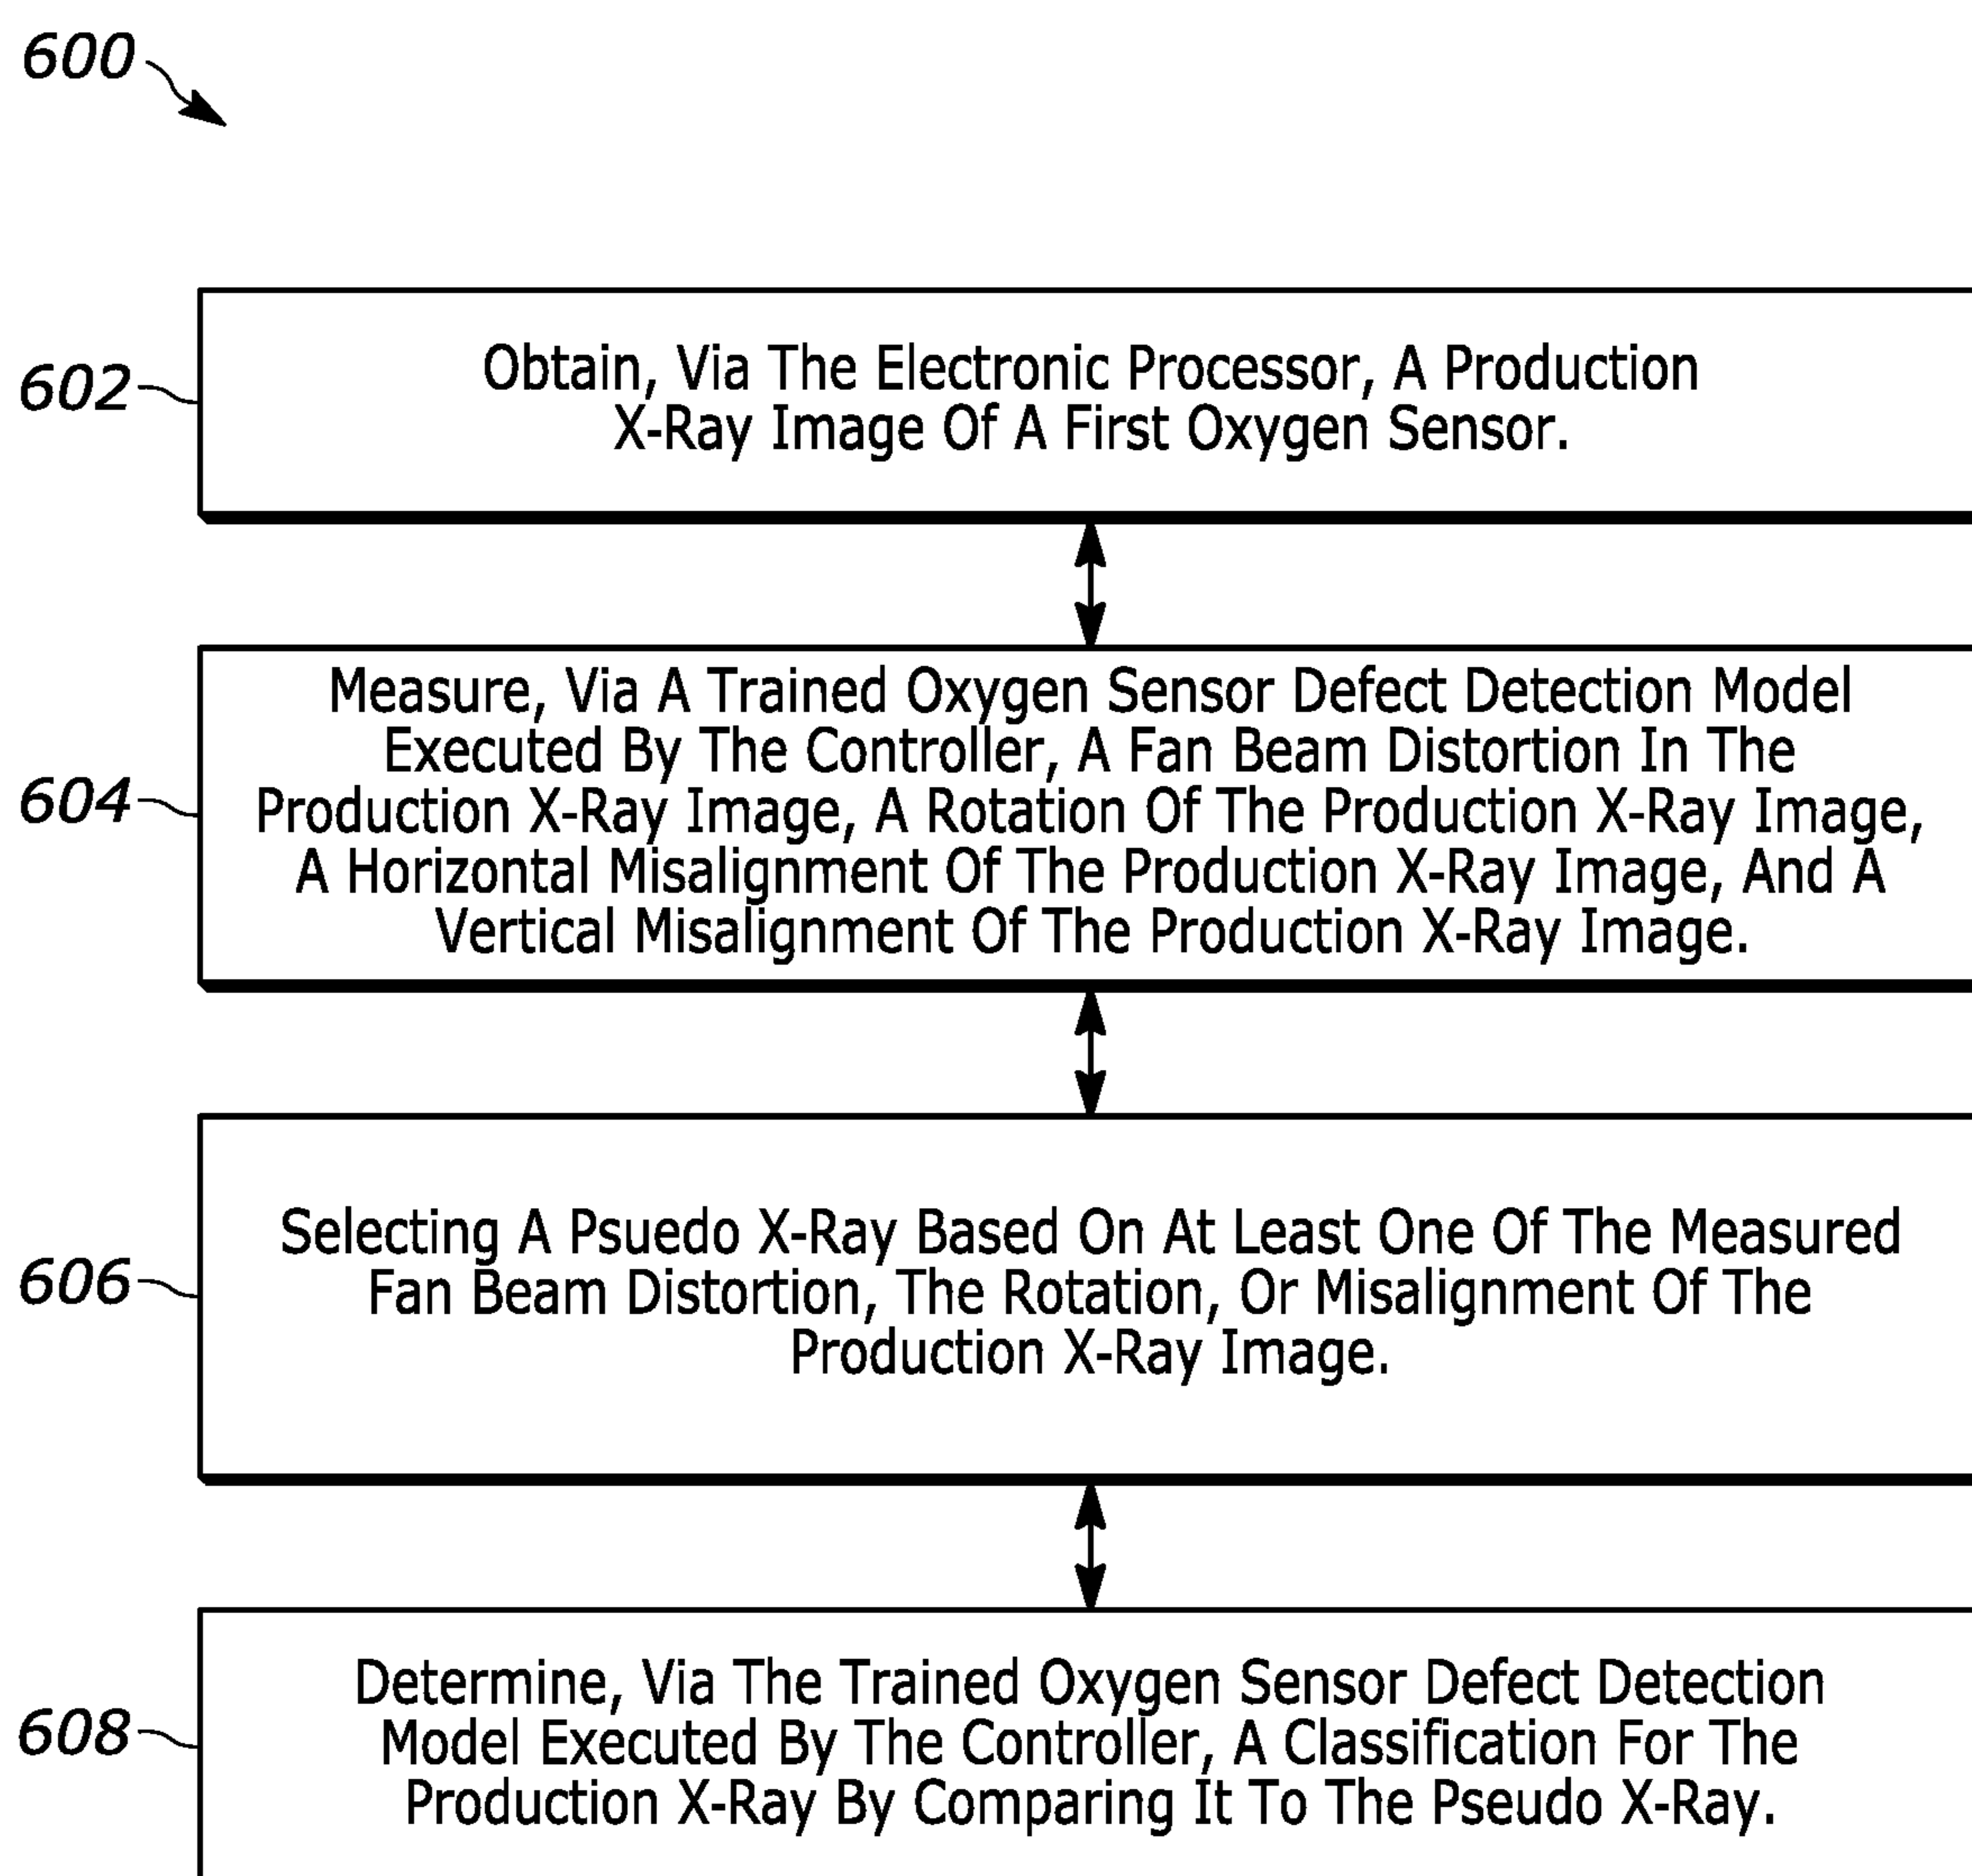 600
602
Obtain, Via The Electronic Processor, A Production
X-Ray Image Of A First Oxygen Sensor.
604
Measure, Via A Trained Oxygen Sensor Defect Detection Model
Executed By The Controller, A Fan Beam Distortion In The
Production X-Ray Image, A Rotation Of The Production X-Ray Image,
A Horizontal Misalignment Of The Production X-Ray Image, And A
Vertical Misalignment Of The Production X-Ray Image.
606
Selecting A Psuedo X-Ray Based On At Least One Of The Measured
Fan Beam Distortion, The Rotation, Or Misalignment Of The
Production X-Ray Image.
608
Determine, Via The Trained Oxygen Sensor Defect Detection
Model Executed By The Controller, A Classification For The
Production X-Ray By Comparing It To The Pseudo X-Ray.